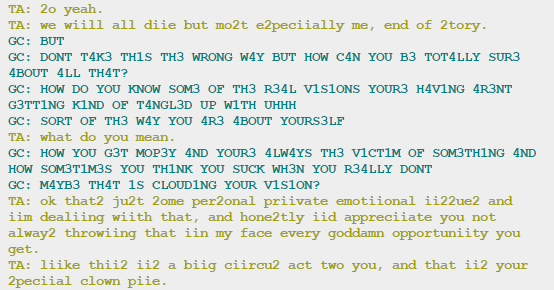 TA: 2o yeah.
TA: we wiill all diie but mo2t e2peciially me, end of 2tory.
GC: BUT
GC: DONT T4K3 TH1S TH3 WRONG W4Y BUT HOW C4N YOU B3 TOT4LLY SUR3
4BOUT 4LL TH4T?
GC: HOW DO YOU KNOW SOM3 OF TH3 R34L V1S1ONS YOUR3 H4V1NG 4R3NT
G3TT1NG K1ND OF T4NGL3D UP W1TH UHHH
GC: SORT OF TH3 W4Y YOU 4R3 4BOUT YOURS3LF
TA: what do you mean.
GC: HOW YOU G3T MOP3Y 4ND YOUR3 4LW4YS TH3 V1CT1M OF SOM3TH1NG 4ND
HOW SOM3T1M3S YOU TH1NK YOU SUCK WH3N YOU R34LLY DONT
GC: M4YB3 TH4T 1S CLOUD1NG YOUR V1S1ON?
TA: ok that2 ju2t 2ome per2onal priivate emotiional ii22ue2 and
iim dealiing wiith that, and hone2tly iid appreciiate you not
alway2 throwiing that iin my face every goddamn opportuniity you
get.
TA: liike thii2 ii2 a biig ciircu2 act two you, and that ii2 your
2peciial clown piie.